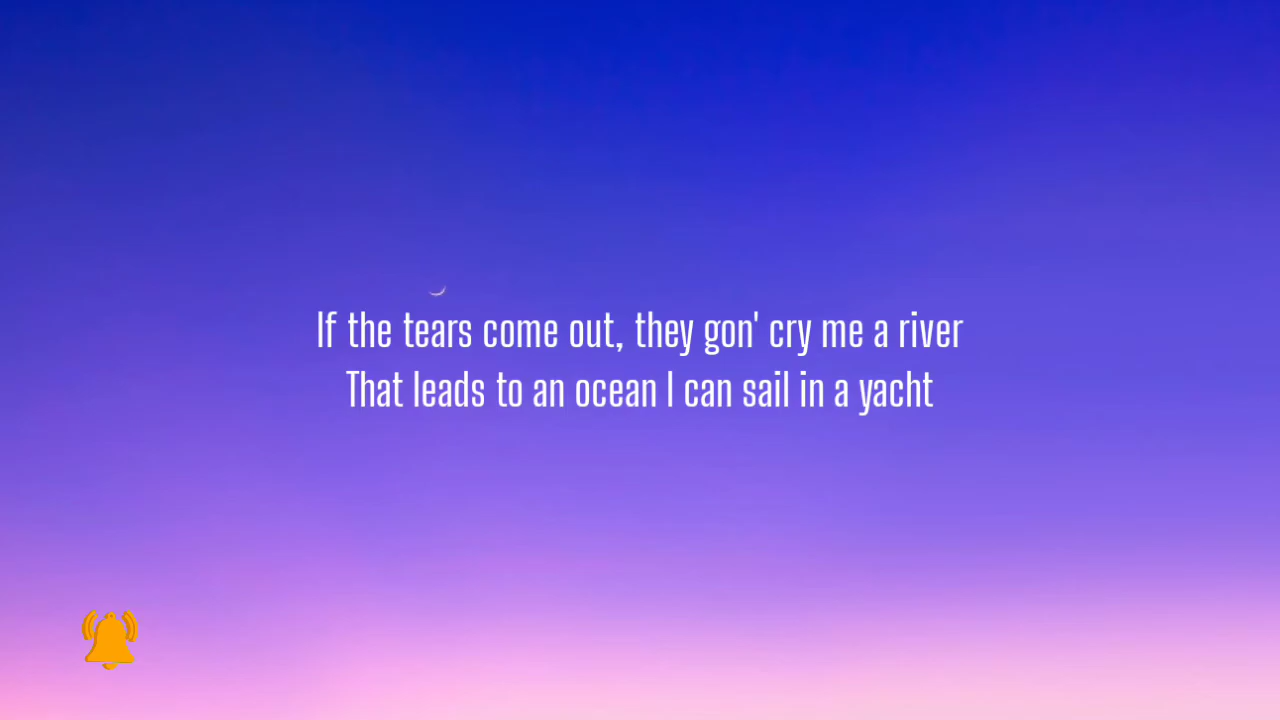 If the tears come out, they gon' cry me a river
That leads to an ocean I can sail in a yacht